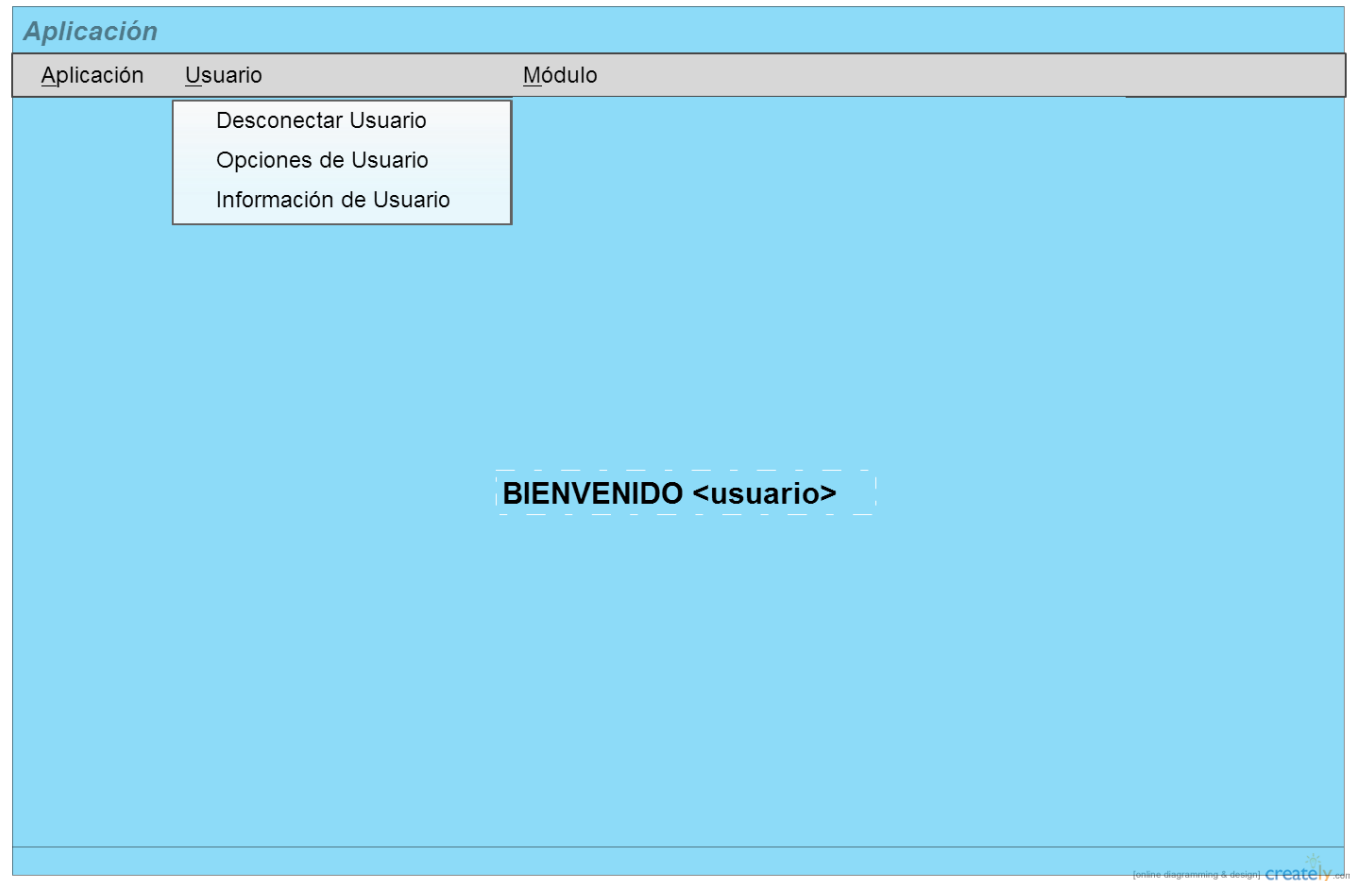 Aplicación
Aplicación Usuario Módulo
Desconectar Usuario
Opciones de Usuario
Información de Usuario
BIENVENIDO <usuario>
[online diagramming & design] creately.com